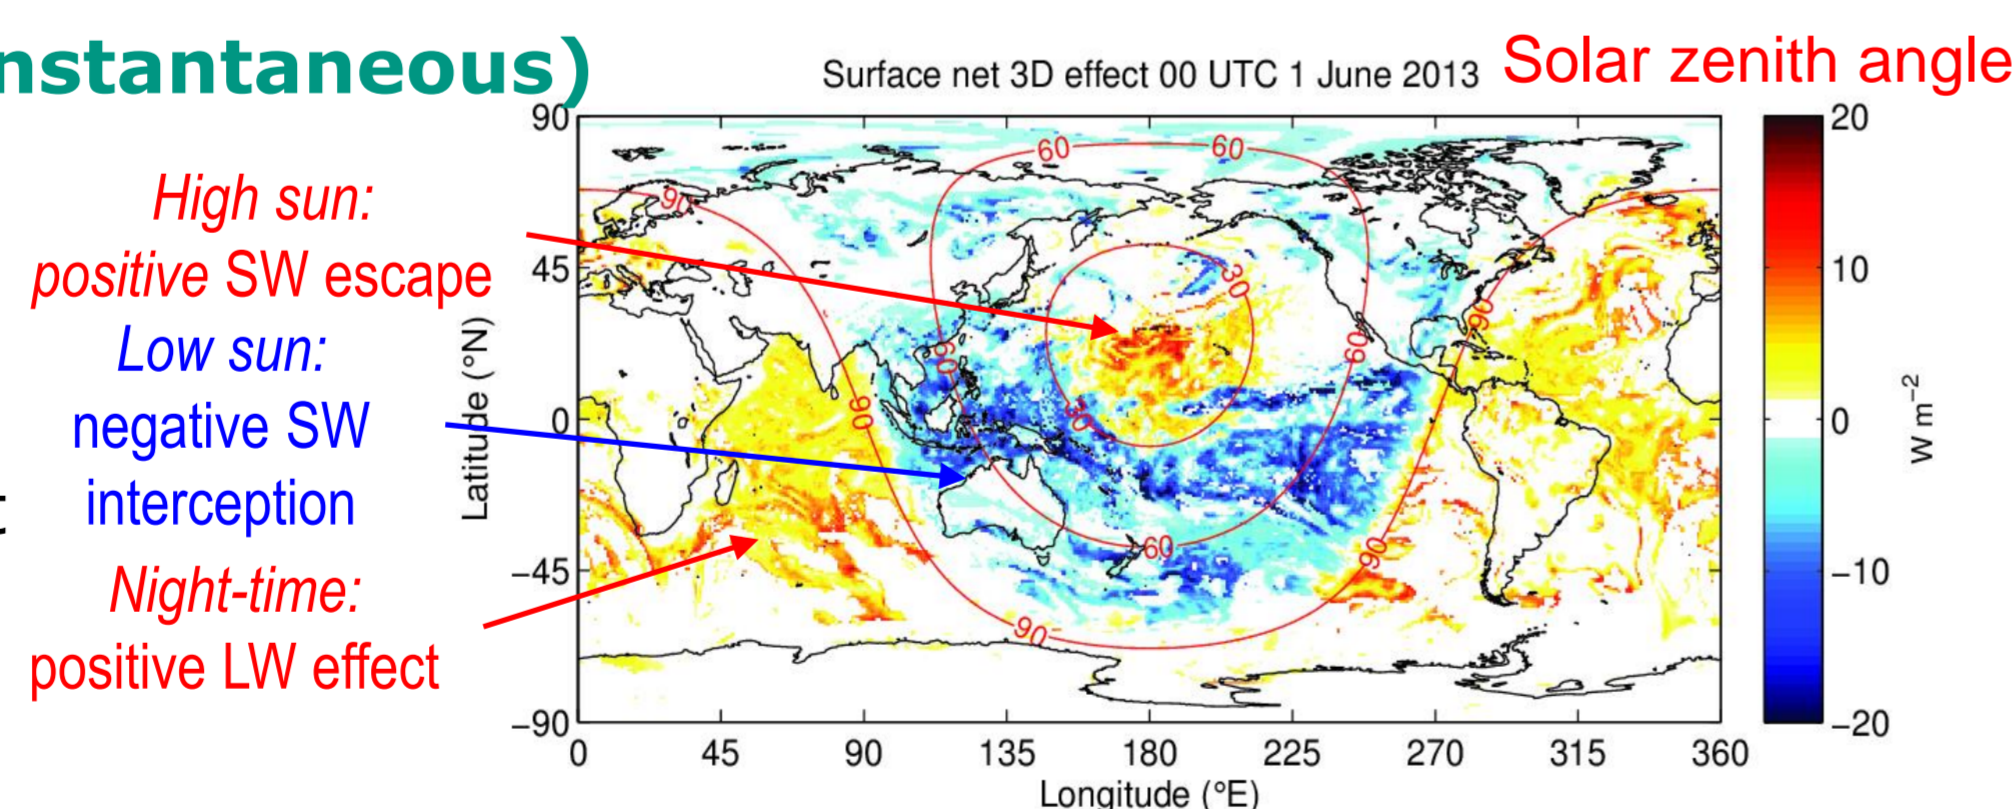 nstantaneous)
Surface net 3D effect 00 UTC 1 June 2013
Solar zenith angle
High sun:
positive SW escape
Low sun:
negative SW
interception
t
Night-time:
positive LW effect
Latitude (°N)
90
45
0
−45
−90
0 45 90 135 180 225 270 315 360
Longitude (°E)
60 60
90
30
60
60
90
90
30
60
90
90
20
10
0
−10
−20
W m⁻²